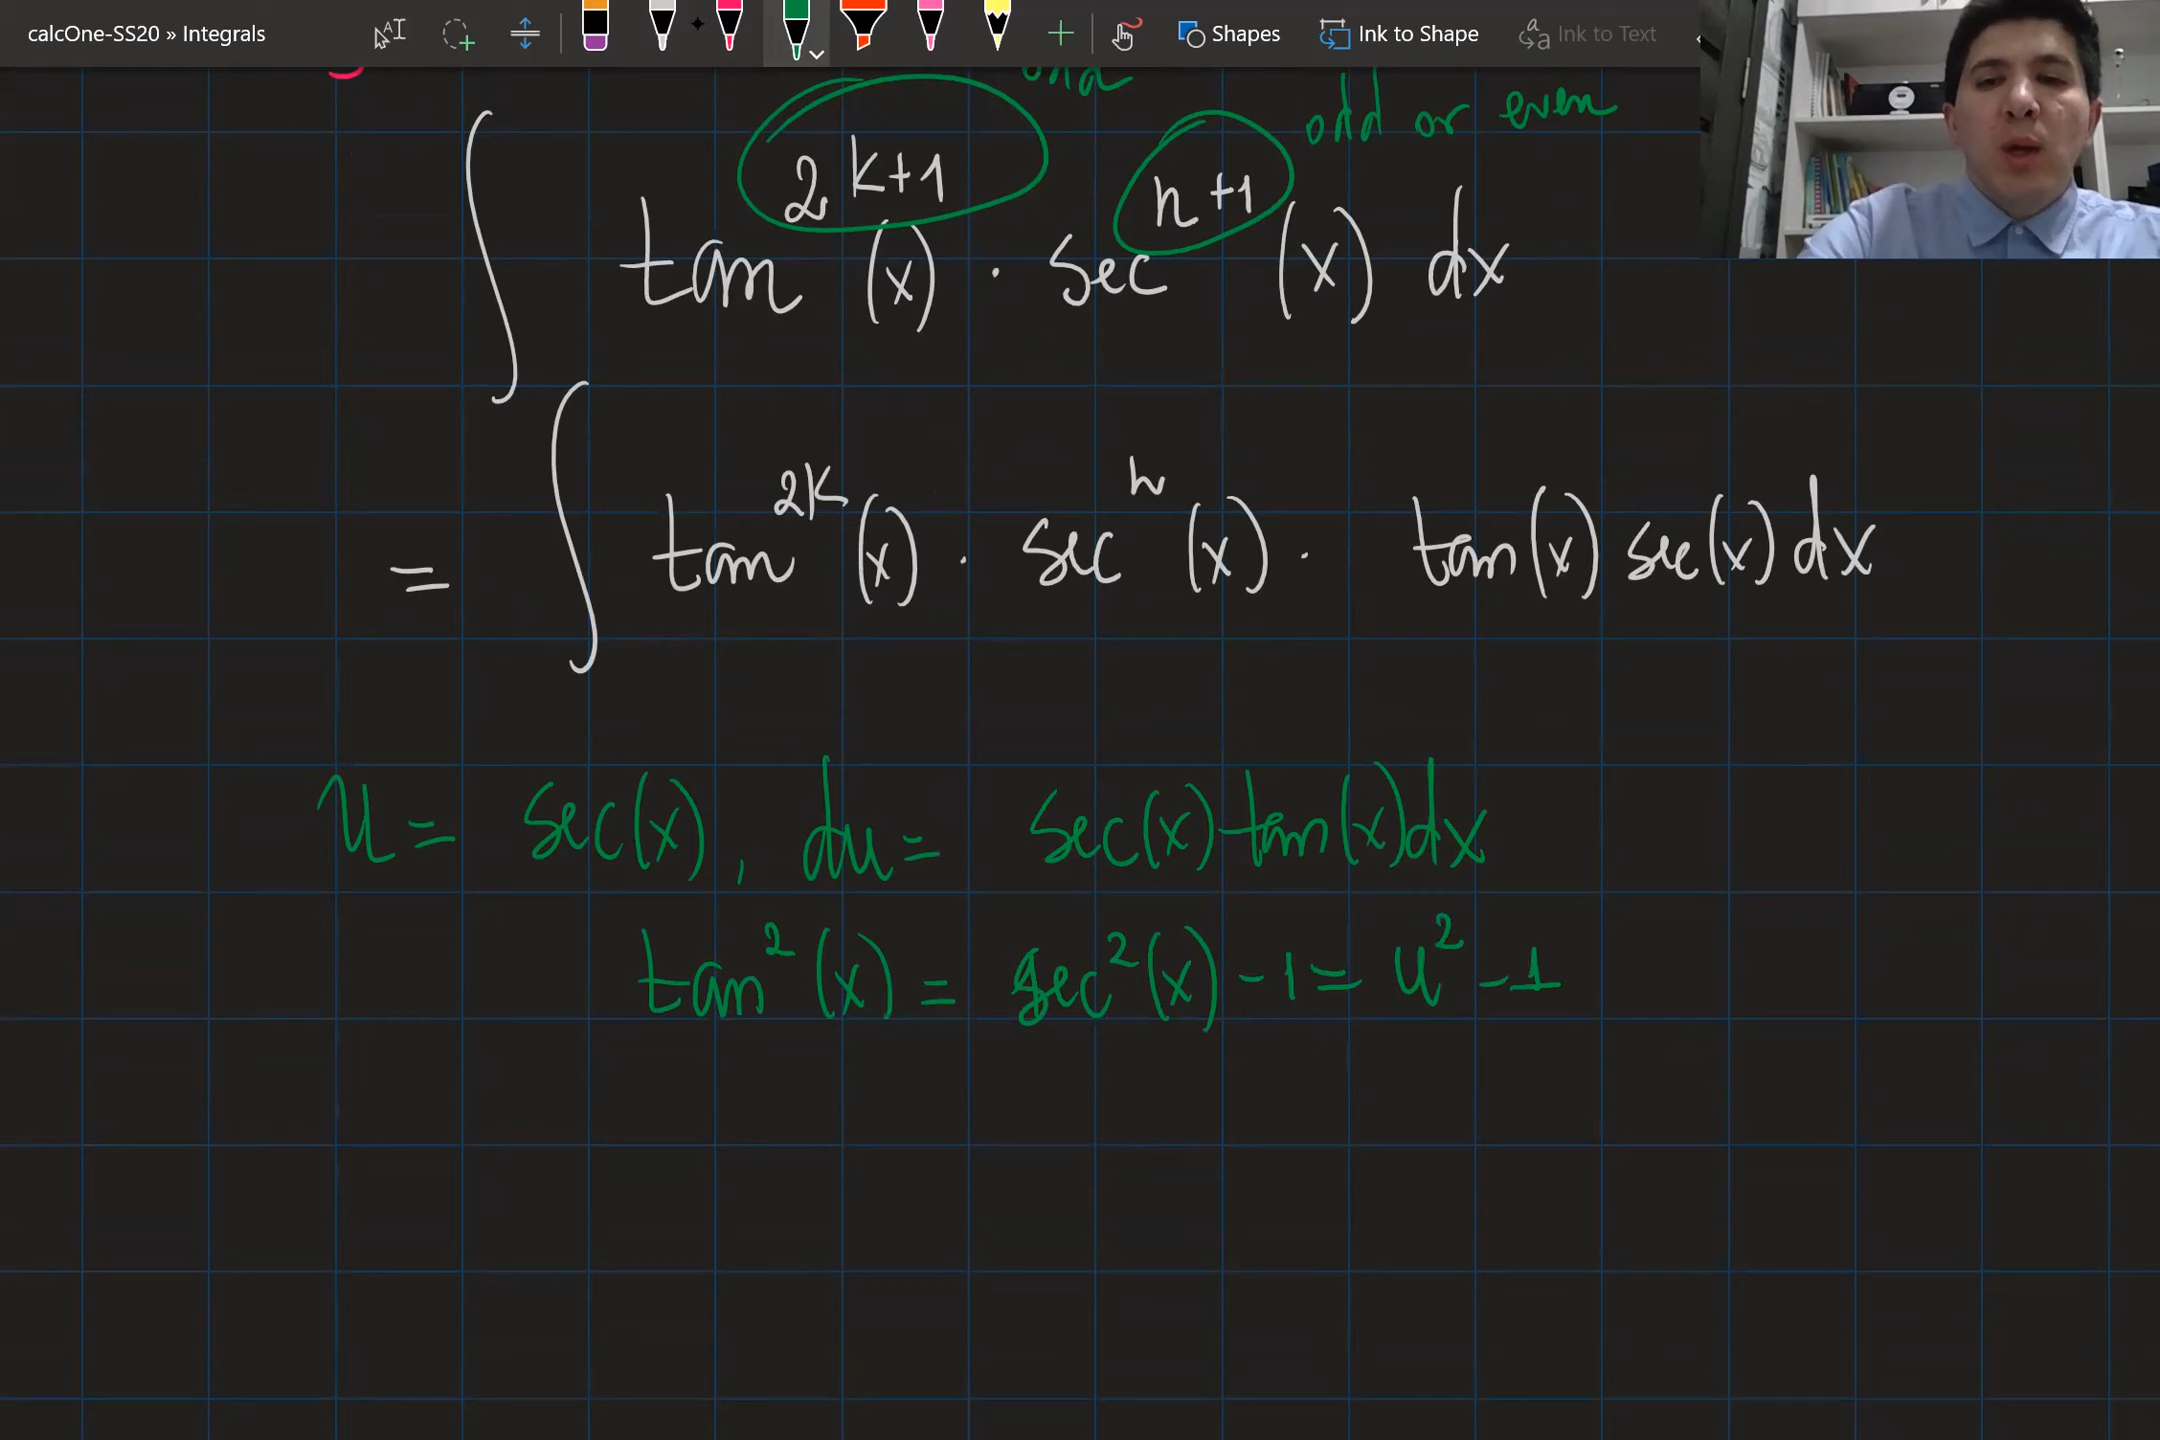 calcOne-SS20 » Integrals Shapes Ink to Shape Ink to Text
odd odd or even
∫ tan^{2k+1}(x) · sec^{n+1}(x) dx
= ∫ tan^{2k}(x) · sec^{n}(x) · tan(x) sec(x) dx
u = sec(x), du = sec(x) tan(x) dx
tan²(x) = sec²(x) - 1 = u² - 1